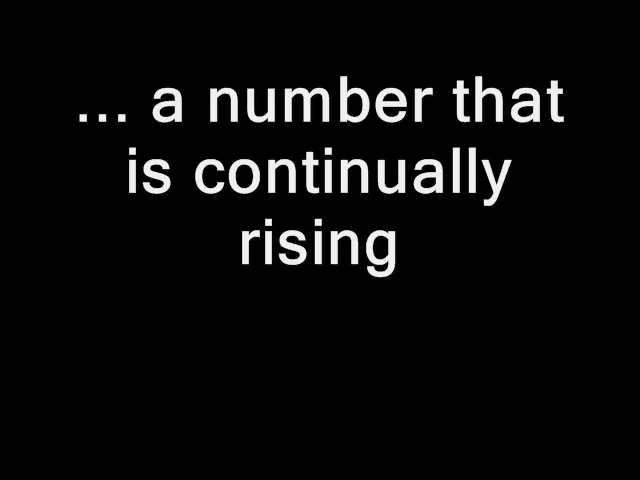 ... a number that
is continually
rising